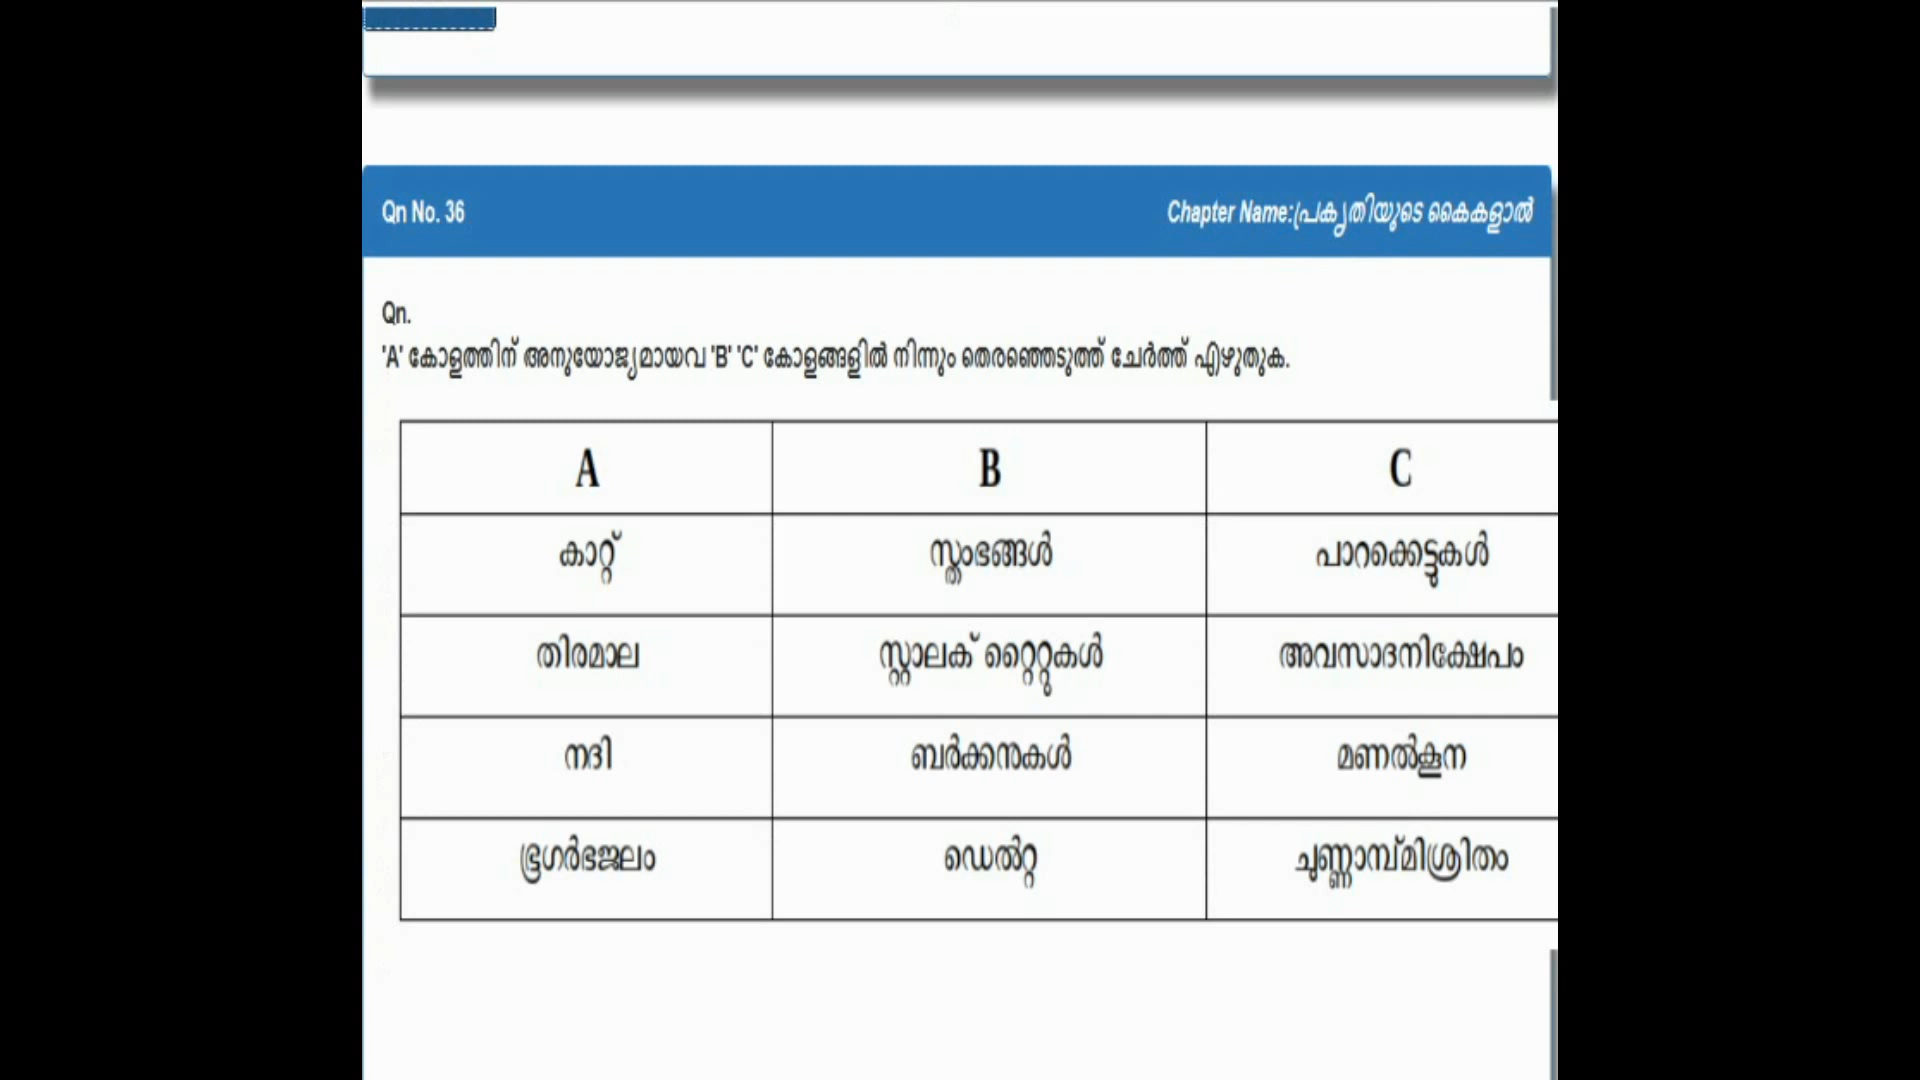 Qn No. 36
Chapter Name:പ്രകൃതിയുടെ കൈകളാൽ
Qn.
'A' കോളത്തിന് അനുയോജ്യമായവ 'B' 'C' കോളങ്ങളിൽ നിന്നും തെരഞ്ഞെടുത്ത് ചേർത്ത് എഴുതുക.
A B C
കാറ്റ് സ്തംഭങ്ങൾ പാറക്കെട്ടുകൾ
തിരമാല സ്റ്റാലക് റ്റൈറ്റുകൾ അവസാദനിക്ഷേപം
നദി ബർക്കനുകൾ മണൽകൂന
ഭൂഗർഭജലം ഡെൽറ്റ ചുണ്ണാമ്പ്മിശ്രിതം